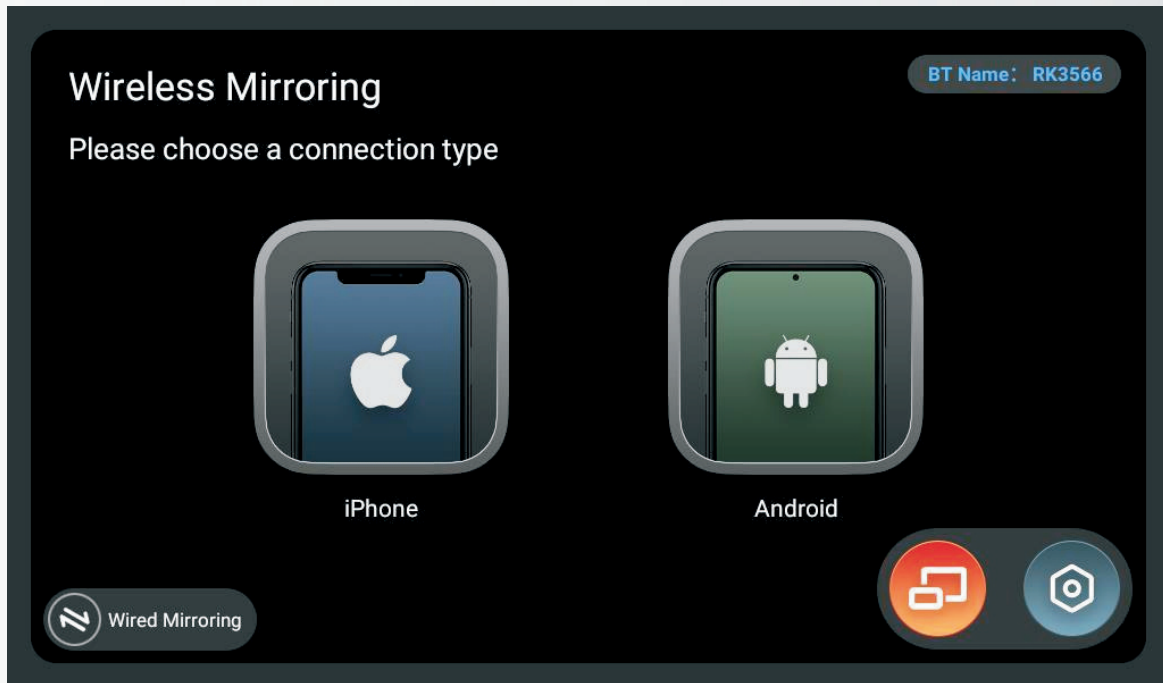 Wireless Mirroring
BT Name： RK3566
Please choose a connection type
iPhone
Android
Wired Mirroring